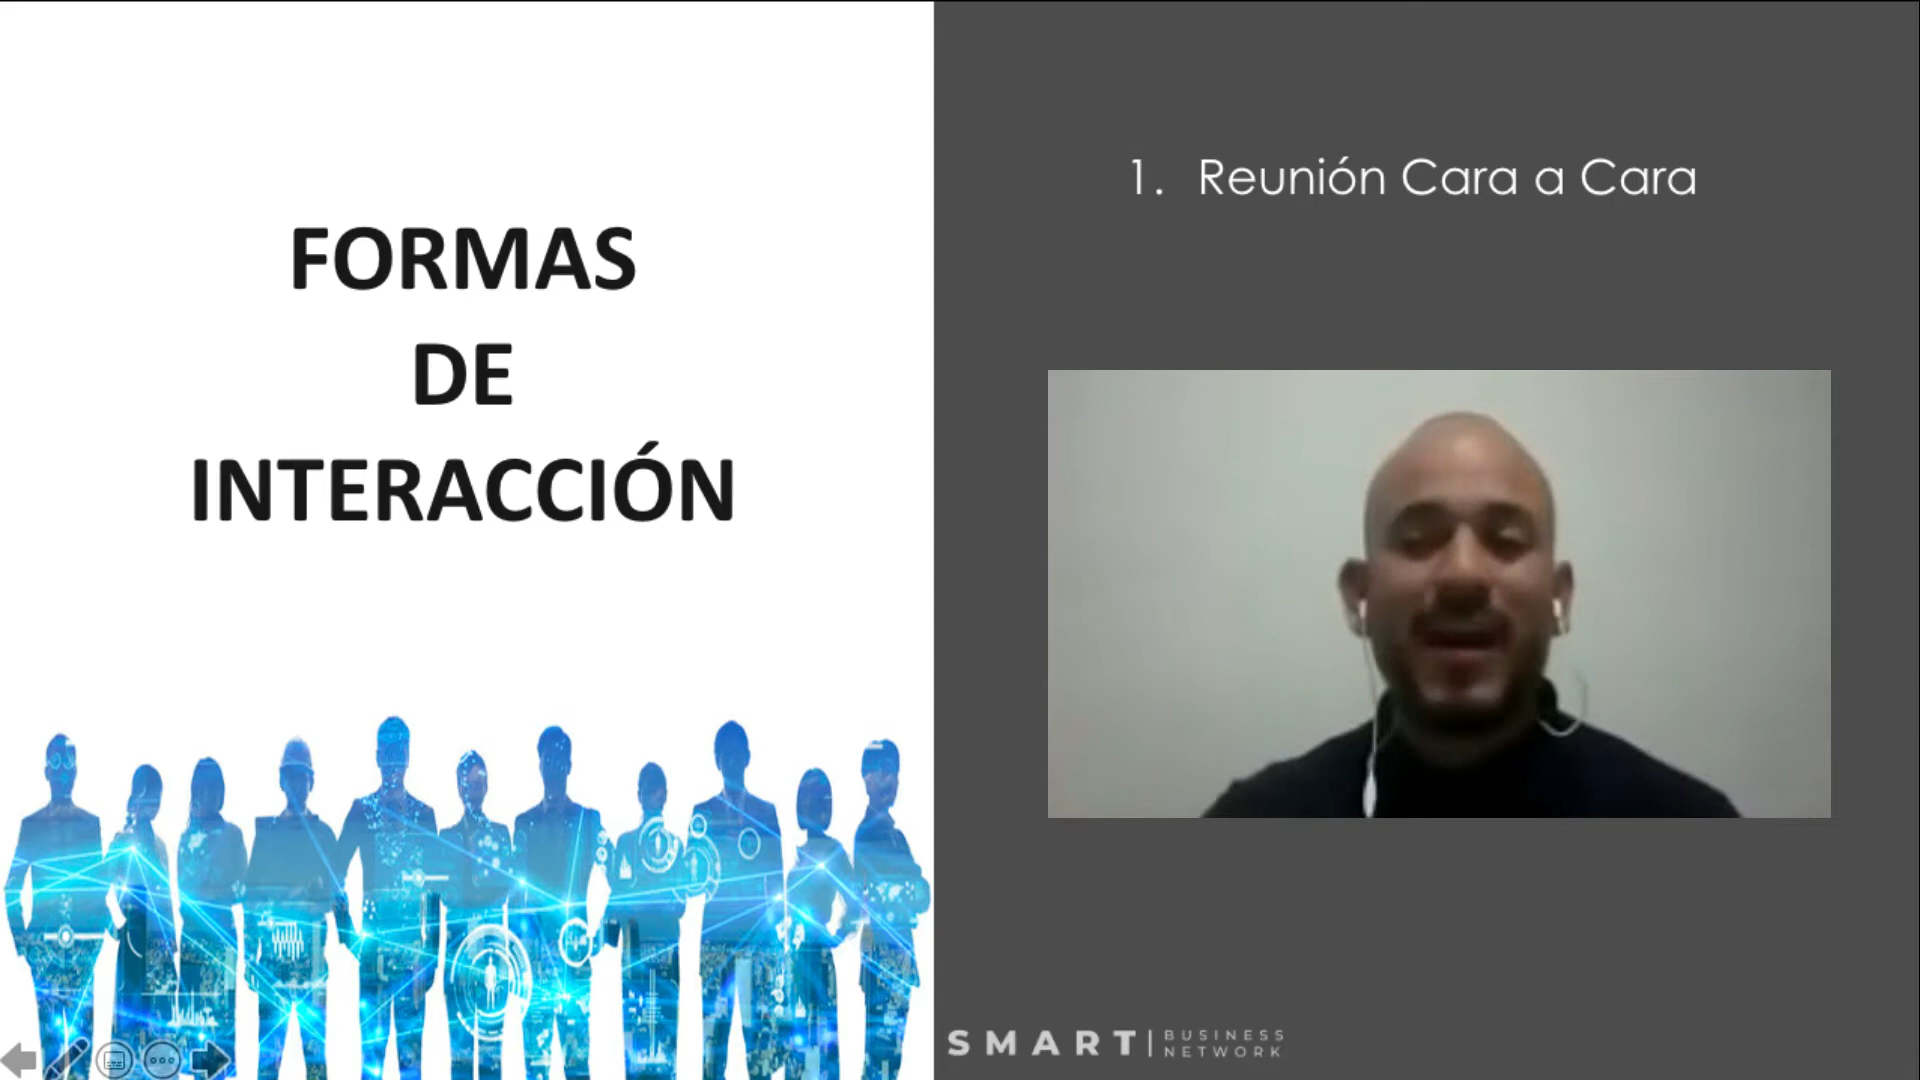 FORMAS
DE
INTERACCIÓN
1. Reunión Cara a Cara
SMART
BUSINESS
NETWORK